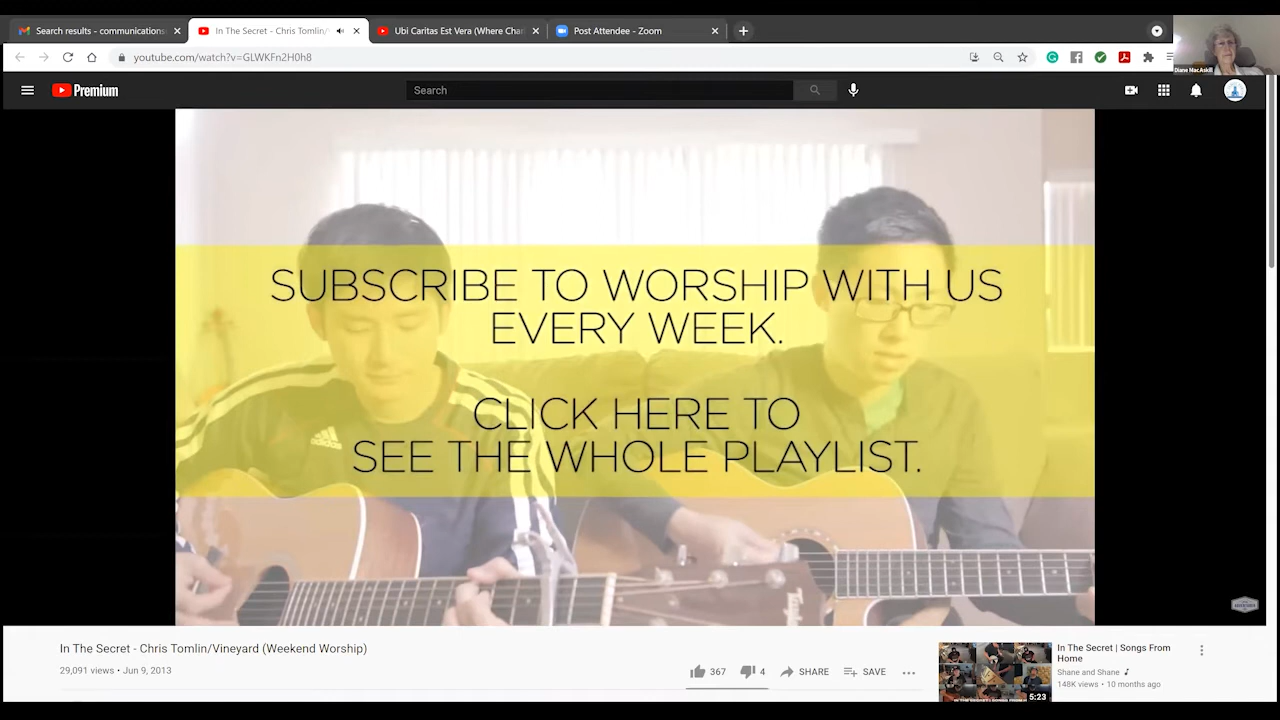 Search results - communications
In The Secret - Chris Tomlin/
Ubi Caritas Est Vera (Where Char
Post Attendee - Zoom
youtube.com/watch?v=GLWKFn2H0h8
Diane MacAskill
Premium
Search
SUBSCRIBE TO WORSHIP WITH US
EVERY WEEK.
CLICK HERE TO
SEE THE WHOLE PLAYLIST.
adidas
In The Secret - Chris Tomlin/Vineyard (Weekend Worship)
29,091 views • Jun 9, 2013
367
4
SHARE
SAVE
In The Secret | Songs From
Home
Shane and Shane
148K views • 10 months ago
5:23